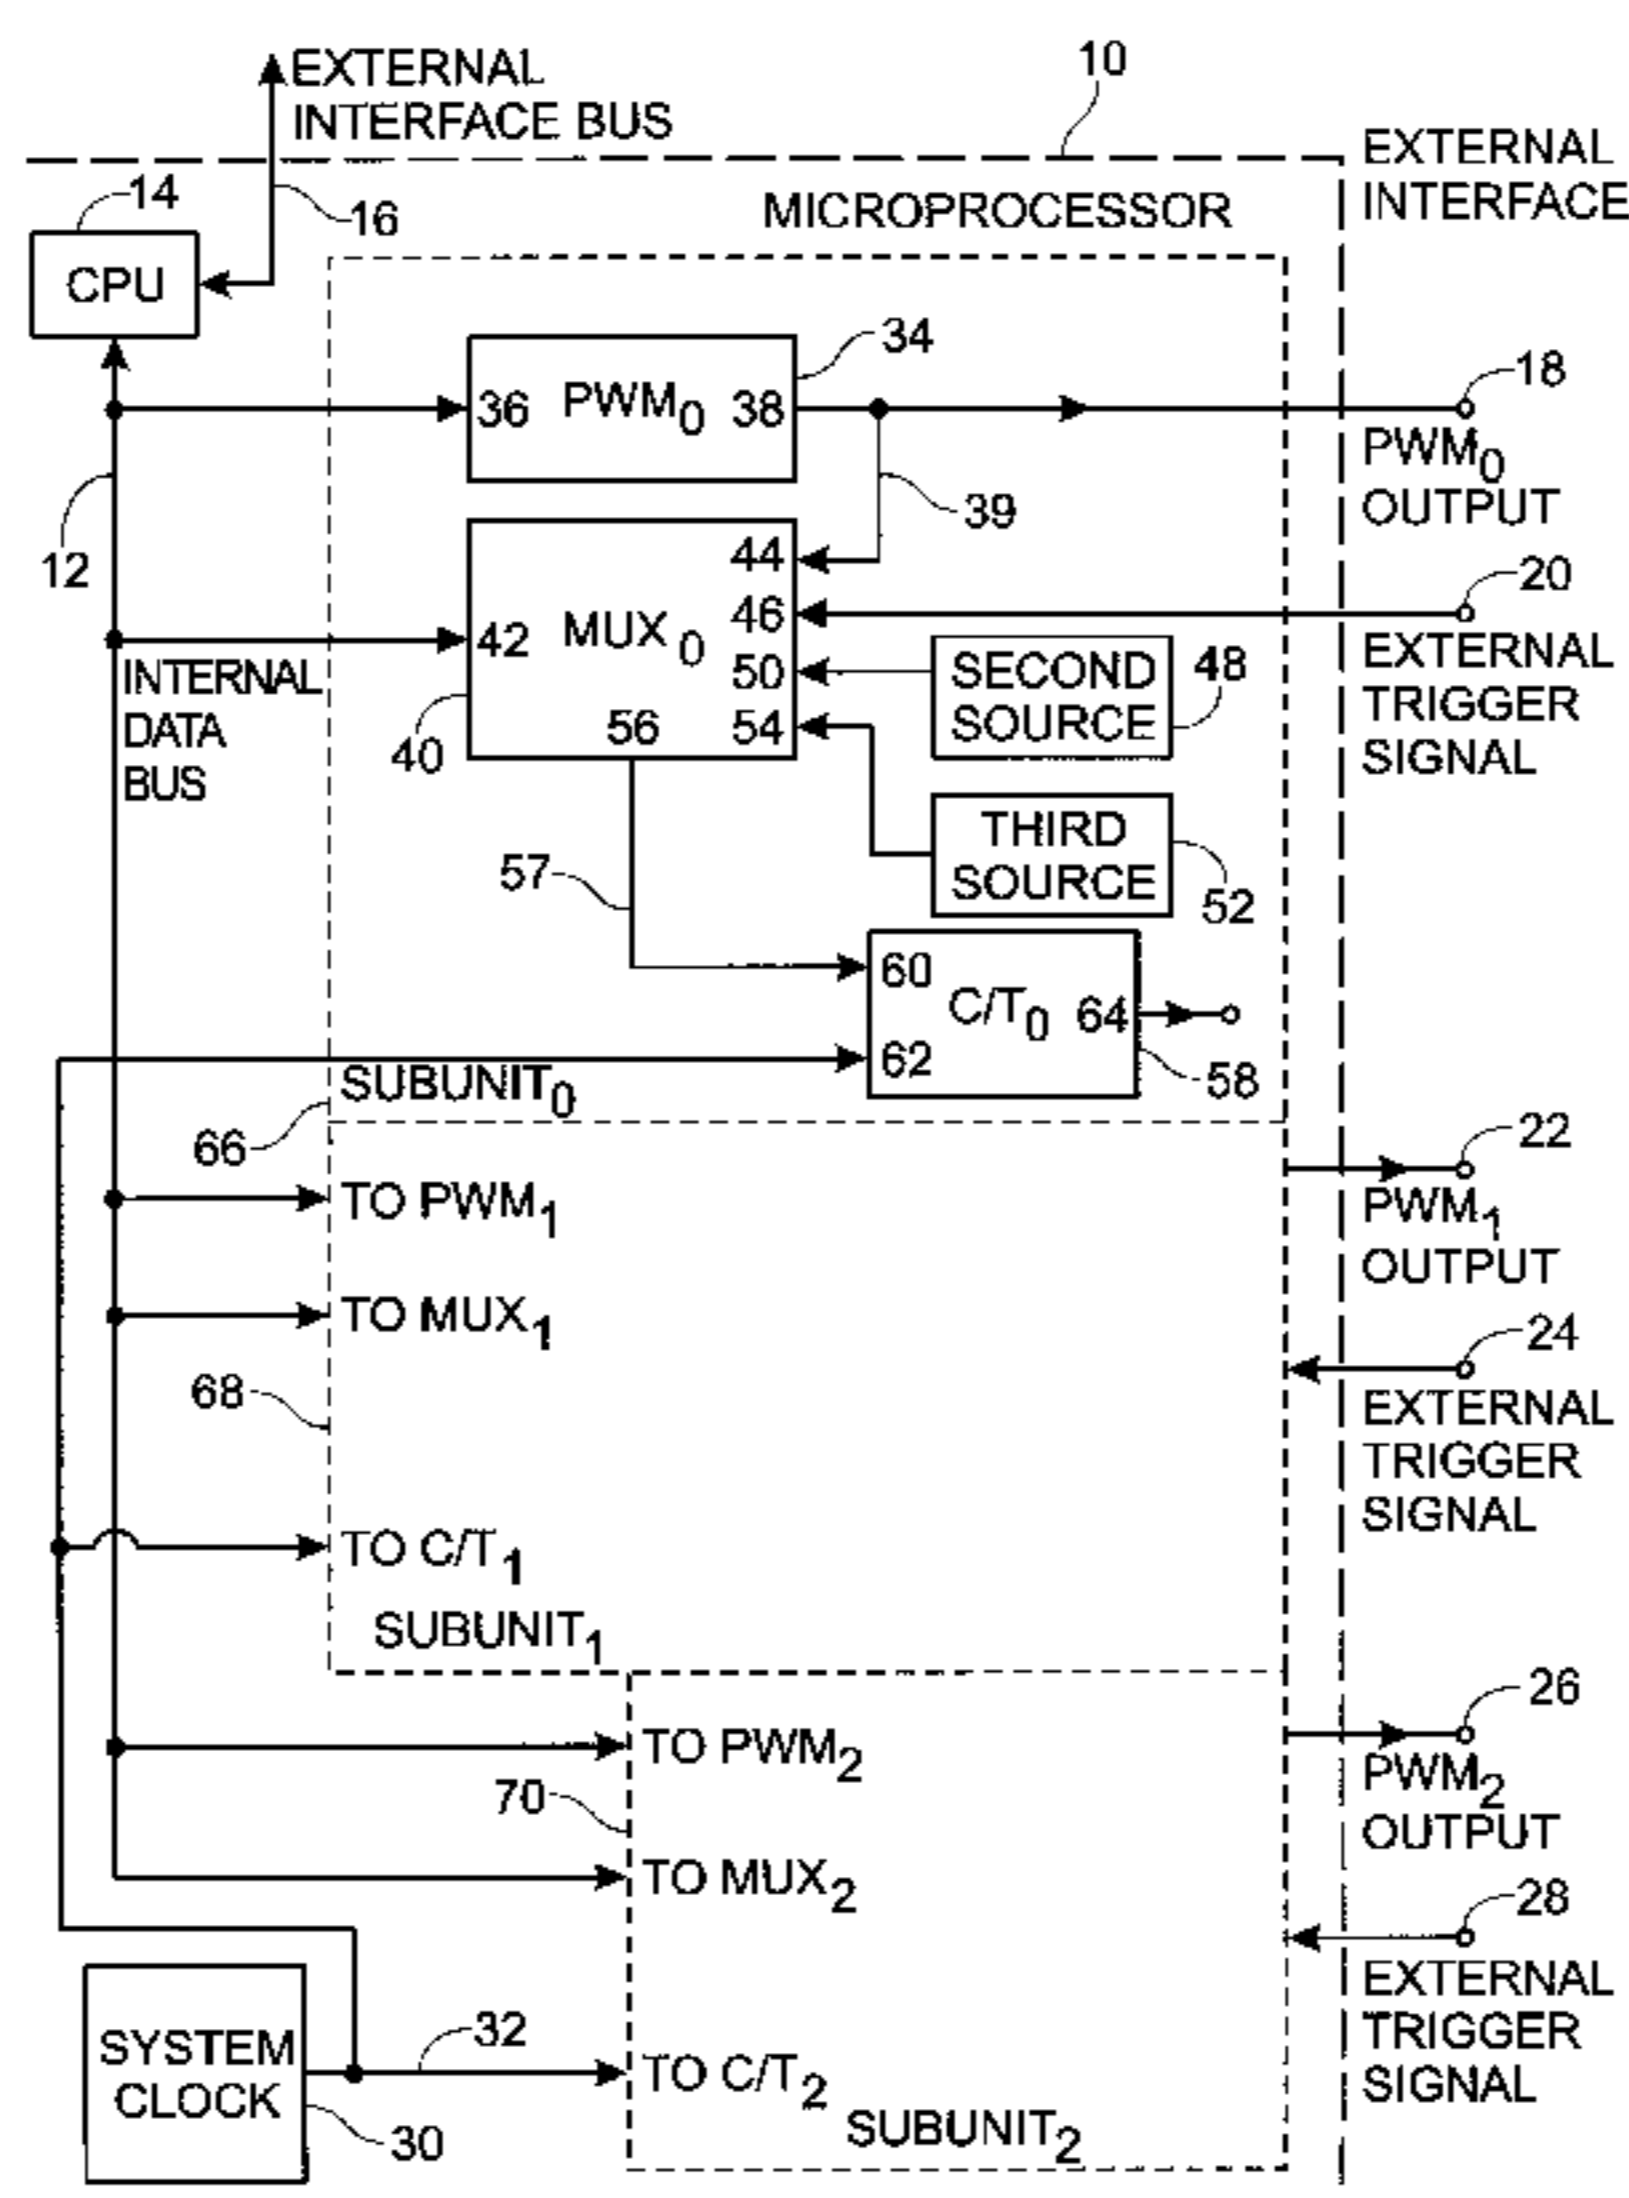 EXTERNAL
INTERFACE BUS
10
EXTERNAL
INTERFACE
14
16
MICROPROCESSOR
CPU
34
36 PWM0 38
18
PWM0
OUTPUT
39
12
44
20
42 MUX0 46
EXTERNAL
TRIGGER
SIGNAL
INTERNAL
DATA
BUS
50
SECOND
SOURCE
48
40
56 54
THIRD
SOURCE
52
57
60
C/T0 64
62
58
SUBUNIT0
66
22
PWM1
OUTPUT
TO PWM1
TO MUX1
24
EXTERNAL
TRIGGER
SIGNAL
68
TO C/T1
SUBUNIT1
26
PWM2
OUTPUT
TO PWM2
70
TO MUX2
28
EXTERNAL
TRIGGER
SIGNAL
SYSTEM
CLOCK
32
30
TO C/T2
SUBUNIT2